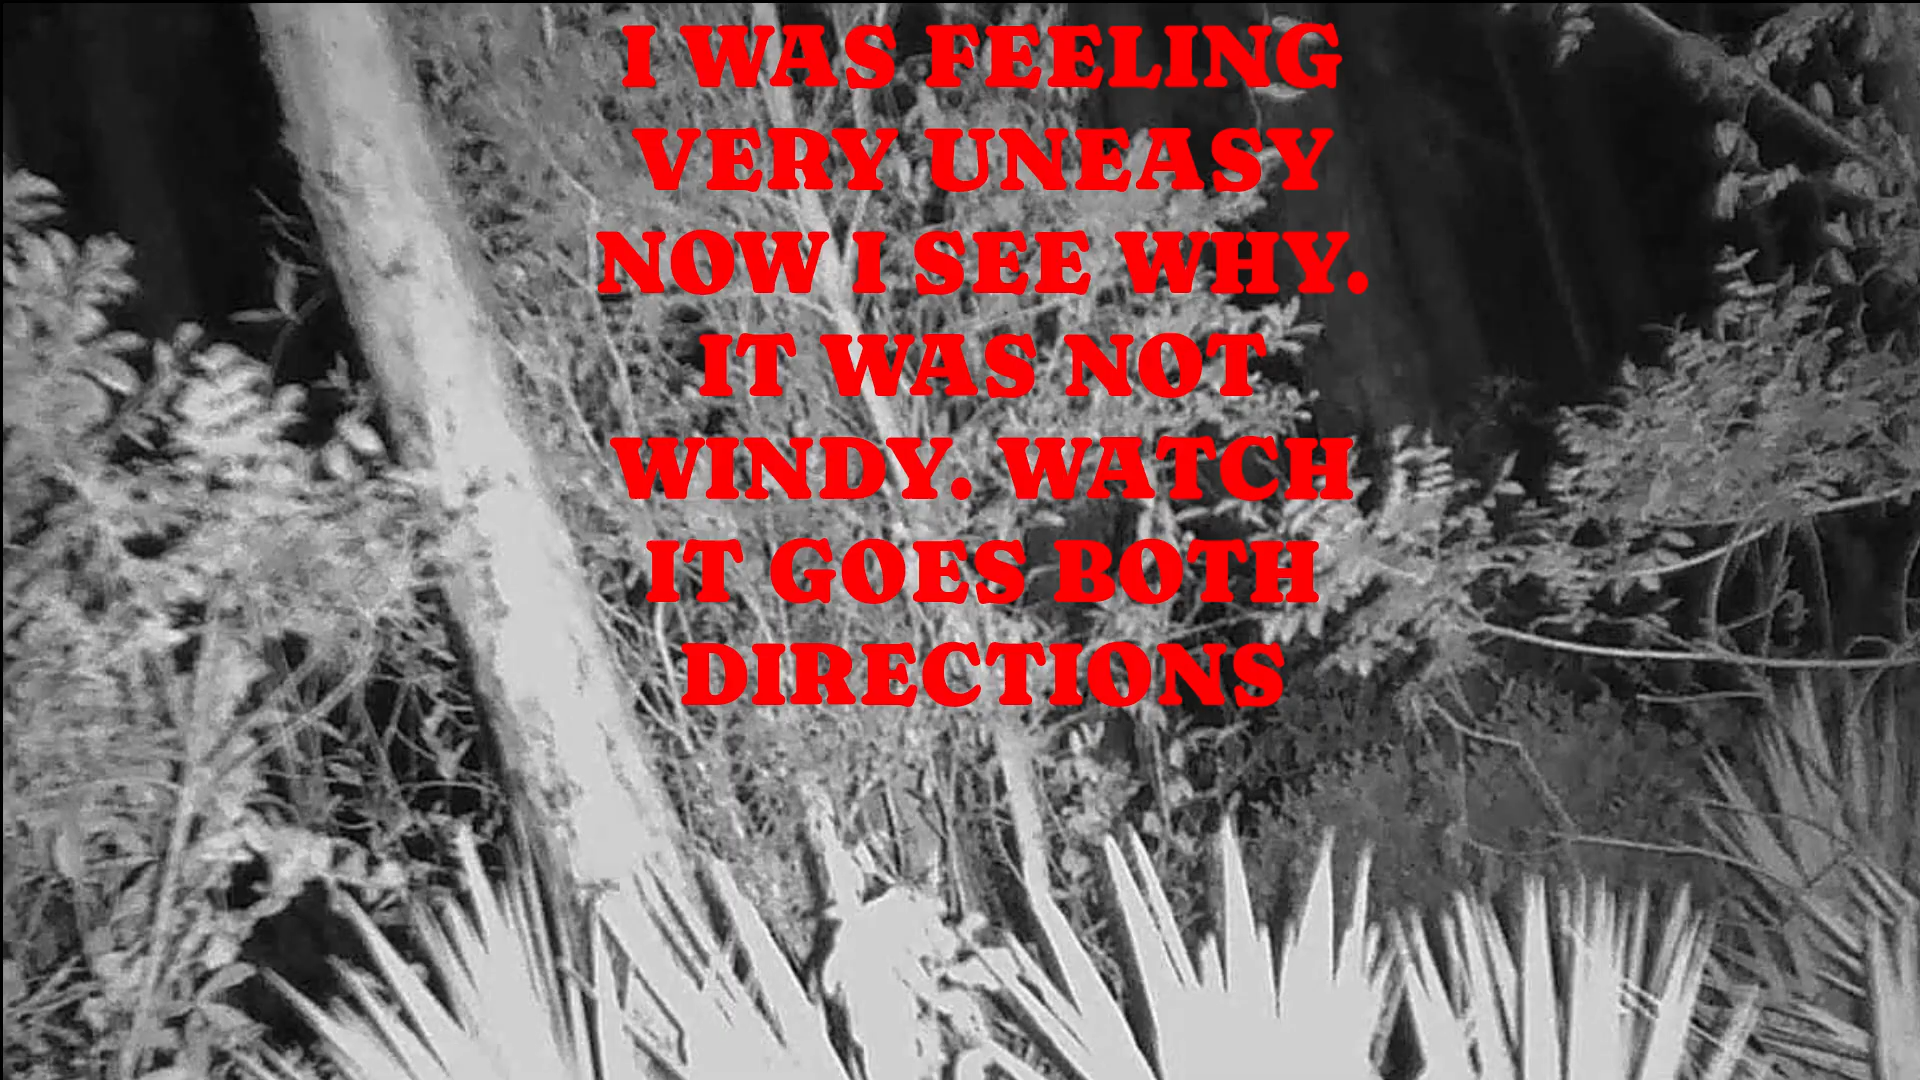 I WAS FEELING
VERY UNEASY
NOW I SEE WHY.
IT WAS NOT
WINDY. WATCH
IT GOES BOTH
DIRECTIONS